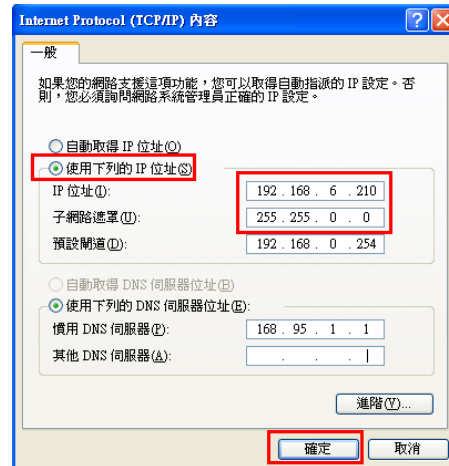 Internet Protocol (TCP/IP) 內容
一般
如果您的網路支援這項功能，您可以取得自動指派的 IP 設定。否
則，您必須詢問網路系統管理員正確的 IP 設定。
自動取得 IP 位址(O)
使用下列的 IP 位址(S)
IP 位址(I): 192 . 168 . 6 . 210
子網路遮罩(U): 255 . 255 . 0 . 0
預設閘道(D): 192 . 168 . 0 . 254
自動取得 DNS 伺服器位址(B)
使用下列的 DNS 伺服器位址(E):
慣用 DNS 伺服器(P): 168 . 95 . 1 . 1
其他 DNS 伺服器(A): . . .
進階(V)...
確定 取消